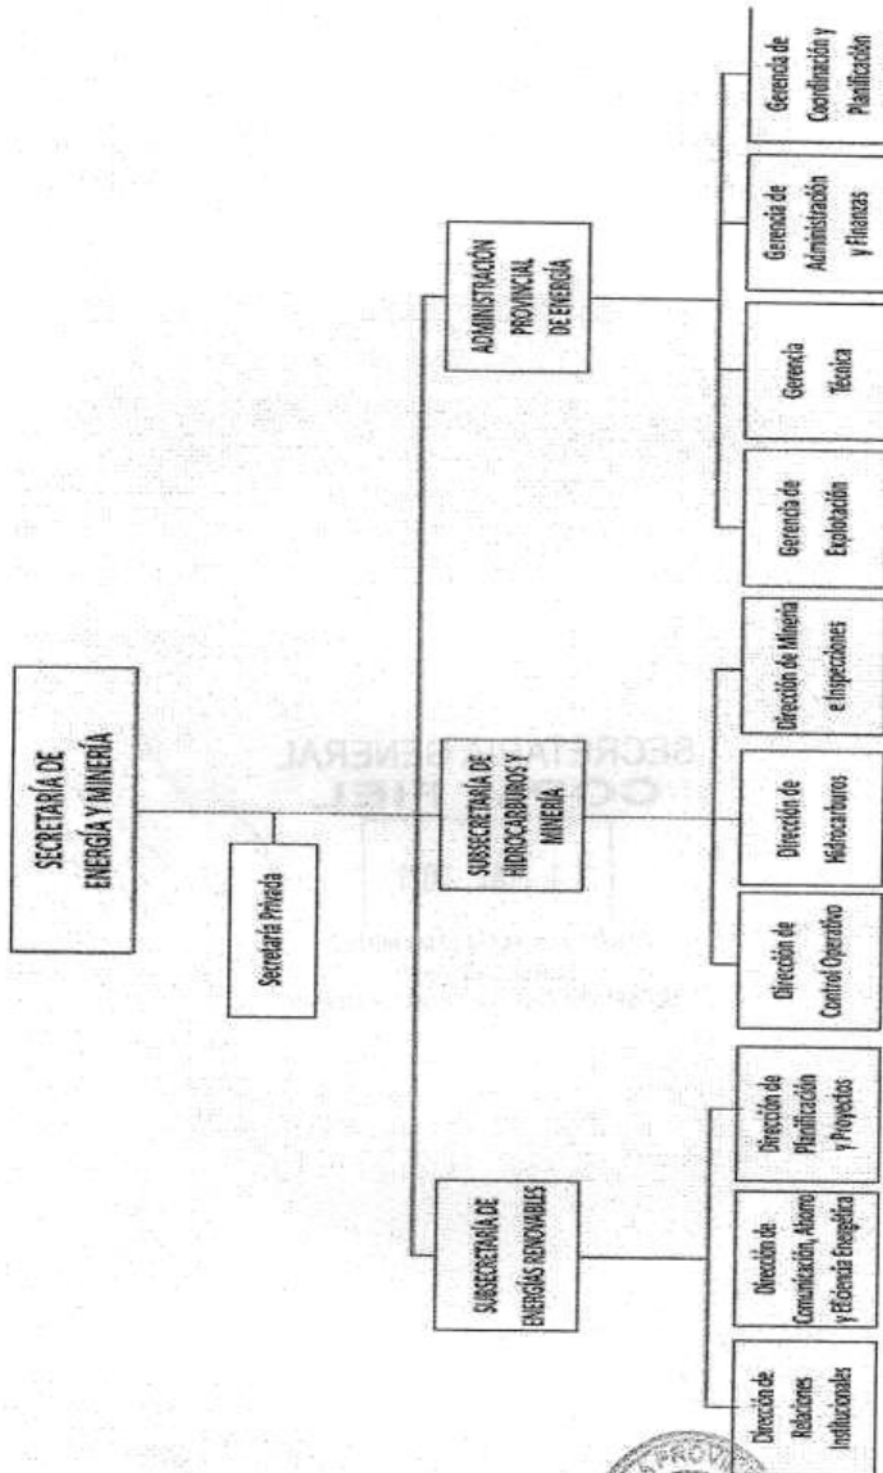 SECRETARÍA DE
ENERGÍA Y MINERÍA
Secretaría Privada
SUBSECRETARÍA DE
ENERGÍAS RENOVABLES
SUBSECRETARÍA DE
HIDROCARBUROS Y
MINERÍA
ADMINISTRACIÓN
PROVINCIAL
DE ENERGÍA
Dirección de
Relaciones
Institucionales
Dirección de
Comunicación, Ahorro
y Eficiencia Energética
Dirección de
Planificación
y Proyectos
Dirección de
Control Operativo
Dirección de
Hidrocarburos
Dirección de Minería
e Inspecciones
Gerencia de
Explotación
Gerencia
Técnica
Gerencia de
Administración
y Finanzas
Gerencia de
Coordinación y
Planificación
SECRETARÍA GENERAL
COPIA FIEL
PROVIN